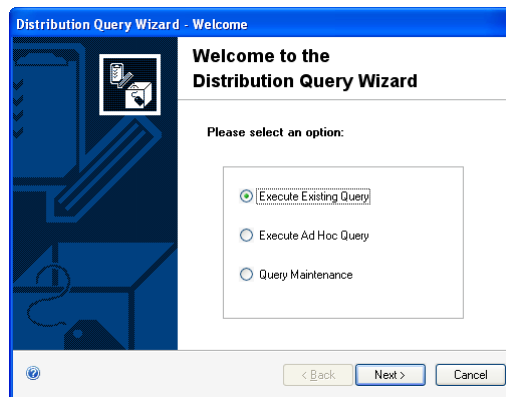 Distribution Query Wizard - Welcome
Welcome to the
Distribution Query Wizard
Please select an option:
Execute Existing Query
Execute Ad Hoc Query
Query Maintenance
?
< Back
Next >
Cancel